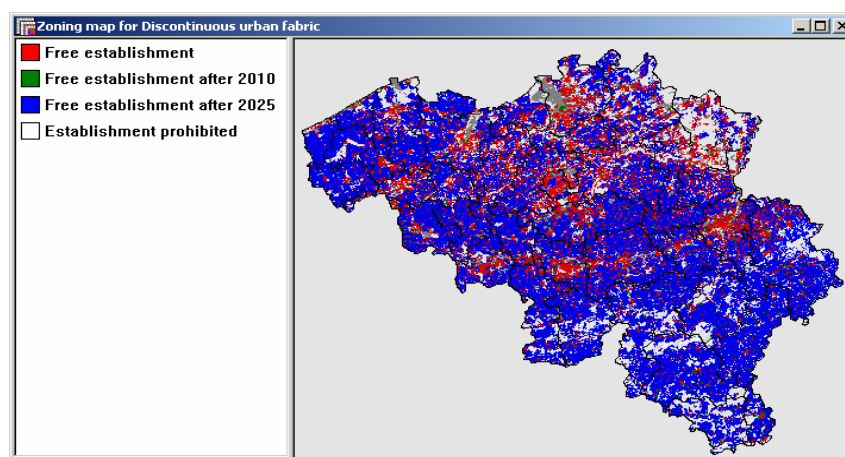 Zoning map for Discontinuous urban fabric
Free establishment
Free establishment after 2010
Free establishment after 2025
Establishment prohibited